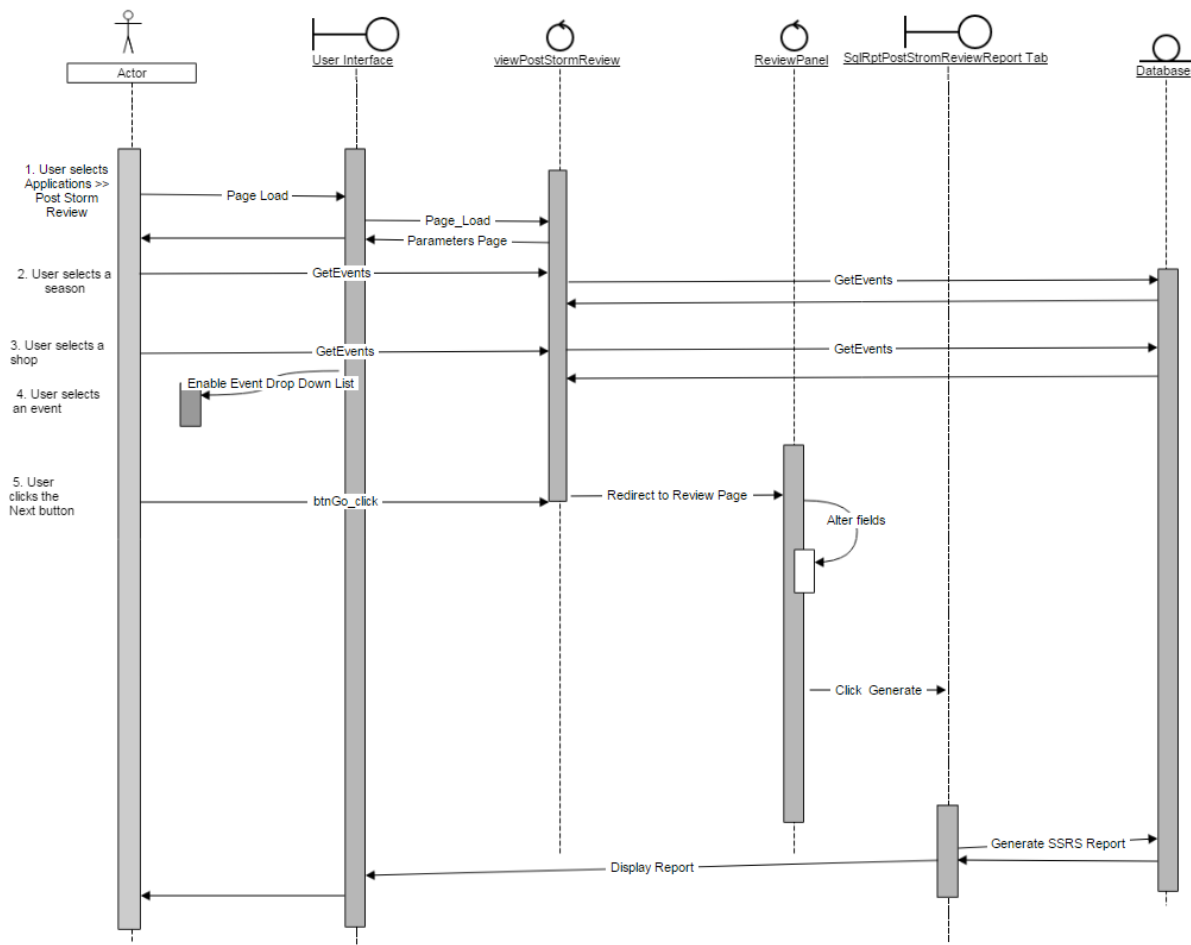 User Interface
viewPostStormReview
ReviewPanel
SqlRptPostStromReviewReport Tab
Database
Actor
1. User selects
Applications >>
Post Storm
Review
Page Load
Page_Load
Parameters Page
2. User selects a
season
GetEvents
GetEvents
3. User selects a
shop
GetEvents
GetEvents
Enable Event Drop Down List
4. User selects
an event
5. User
clicks the
Next button
btnGo_click
Redirect to Review Page
Alter fields
Click Generate
Generate SSRS Report
Display Report